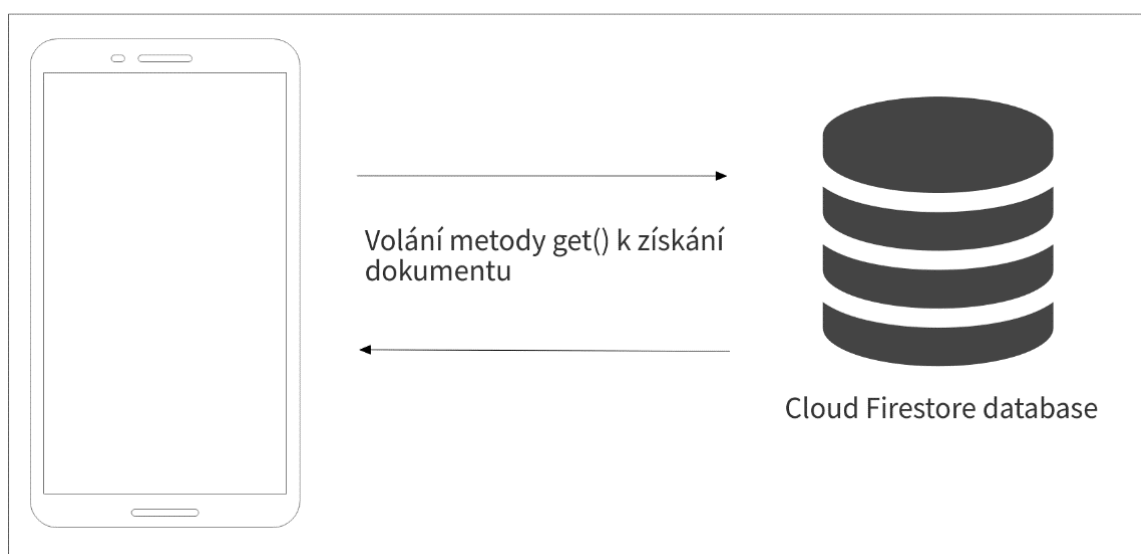 Volání metody get() k získání
dokumentu
Cloud Firestore database